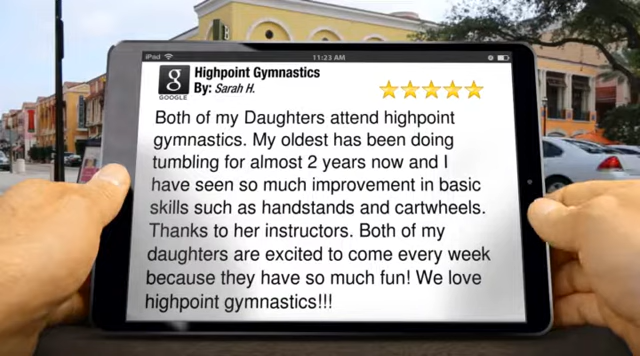 iPad 11:23 AM
g Highpoint Gymnastics
GOOGLE By: Sarah H.
Both of my Daughters attend highpoint
gymnastics. My oldest has been doing
tumbling for almost 2 years now and I
have seen so much improvement in basic
skills such as handstands and cartwheels.
Thanks to her instructors. Both of my
daughters are excited to come every week
because they have so much fun! We love
highpoint gymnastics!!!